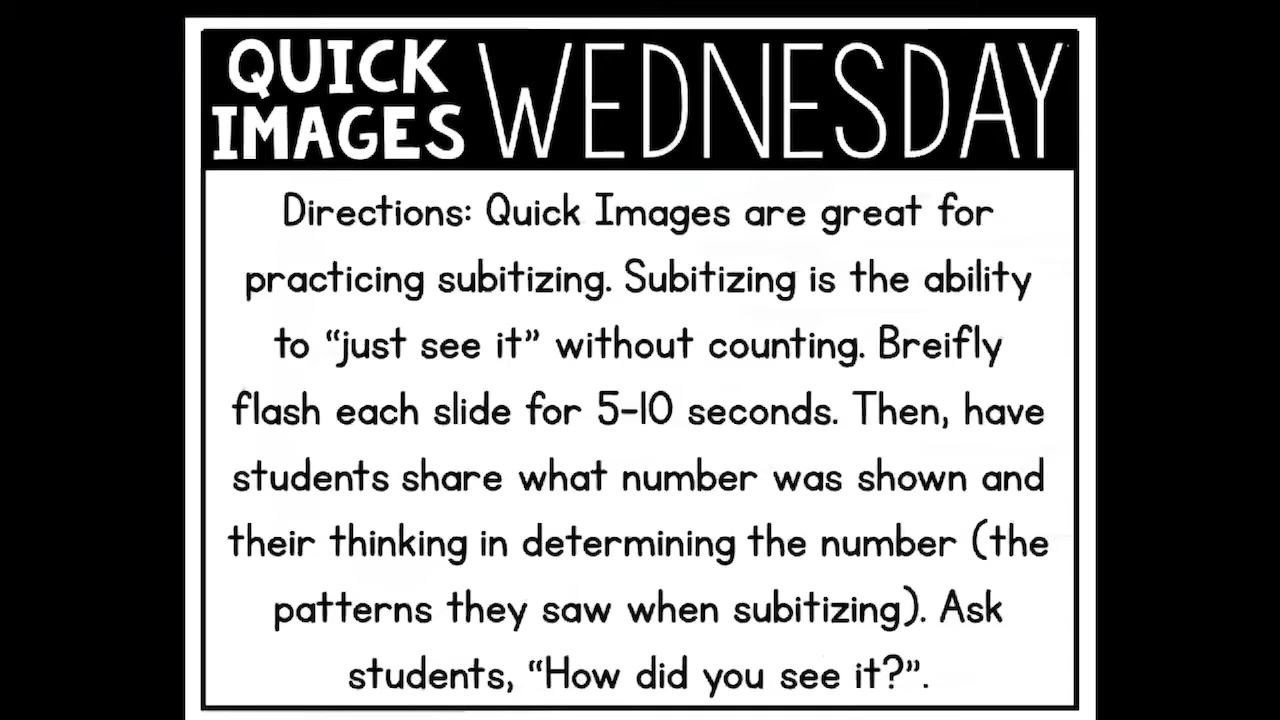 QUICK IMAGES WEDNESDAY
Directions: Quick Images are great for
practicing subitizing. Subitizing is the ability
to “just see it” without counting. Breifly
flash each slide for 5-10 seconds. Then, have
students share what number was shown and
their thinking in determining the number (the
patterns they saw when subitizing). Ask
students, “How did you see it?”.